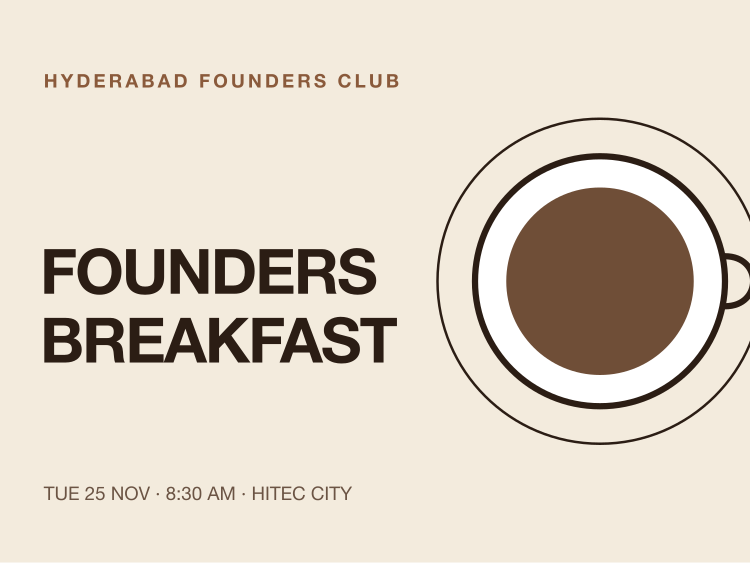 HYDERABAD FOUNDERS CLUB
FOUNDERS
BREAKFAST
TUE 25 NOV · 8:30 AM · HITEC CITY